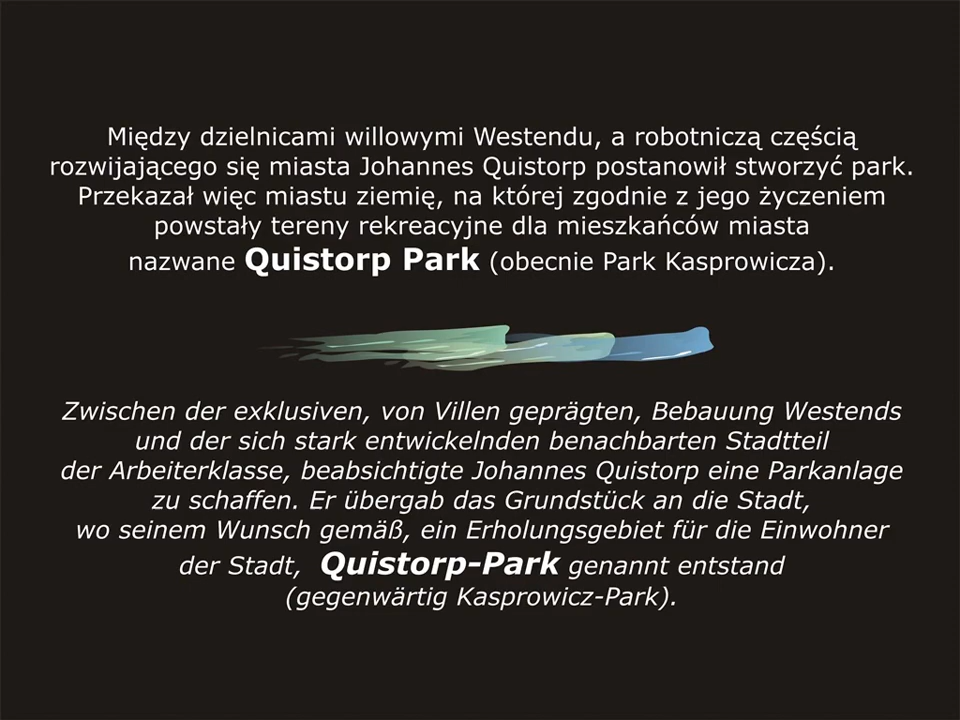 Między dzielnicami willowymi Westendu, a robotniczą częścią
rozwijającego się miasta Johannes Quistorp postanowił stworzyć park.
Przekazał więc miastu ziemię, na której zgodnie z jego życzeniem
powstały tereny rekreacyjne dla mieszkańców miasta
nazwane Quistorp Park (obecnie Park Kasprowicza).
Zwischen der exklusiven, von Villen geprägten, Bebauung Westends
und der sich stark entwickelnden benachbarten Stadtteil
der Arbeiterklasse, beabsichtigte Johannes Quistorp eine Parkanlage
zu schaffen. Er übergab das Grundstück an die Stadt,
wo seinem Wunsch gemäß, ein Erholungsgebiet für die Einwohner
der Stadt, Quistorp-Park genannt entstand
(gegenwärtig Kasprowicz-Park).